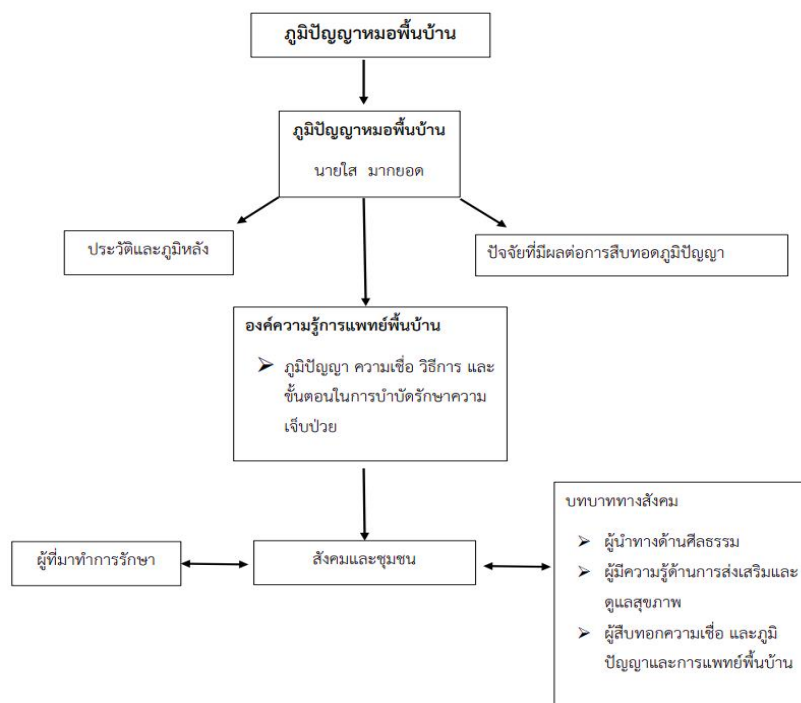 ภูมิปัญญาหมอพื้นบ้าน
ภูมิปัญญาหมอพื้นบ้าน
นายใส มากยอด
ประวัติและภูมิหลัง
ปัจจัยที่มีผลต่อการสืบทอดภูมิปัญญา
องค์ความรู้การแพทย์พื้นบ้าน
ภูมิปัญญา ความเชื่อ วิธีการ และ
ขั้นตอนในการบำบัดรักษาความ
เจ็บป่วย
ผู้ที่มาทำการรักษา
สังคมและชุมชน
บทบาททางสังคม
ผู้นำทางด้านศีลธรรม
ผู้มีความรู้ด้านการส่งเสริมและ
ดูแลสุขภาพ
ผู้สืบทอกความเชื่อ และภูมิ
ปัญญาและการแพทย์พื้นบ้าน